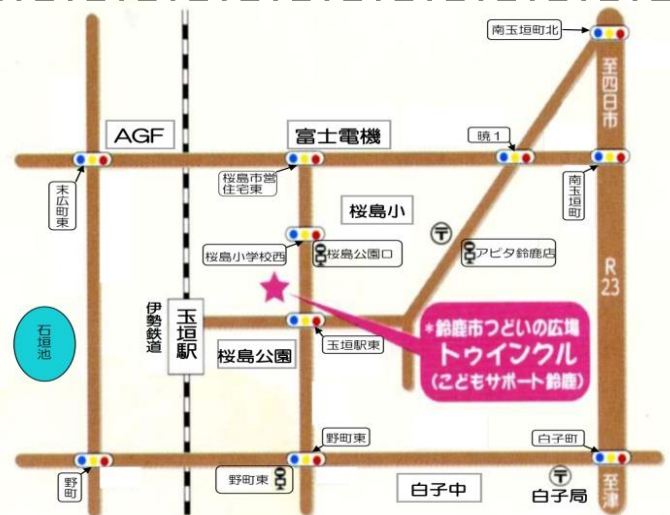 南玉垣町北
至四日市
AGF
富士電機
暁1
末広町東
桜島市営
住宅東
南玉垣町
桜島小
〒
桜島小学校西
桜島公園口
アピタ鈴鹿店
R
23
伊勢鉄道
玉垣駅
石垣池
桜島公園
玉垣駅東
*鈴鹿市つどいの広場
トゥインクル
(こどもサポート鈴鹿)
野町
野町東
野町東
白子中
白子町
〒
白子局
至津